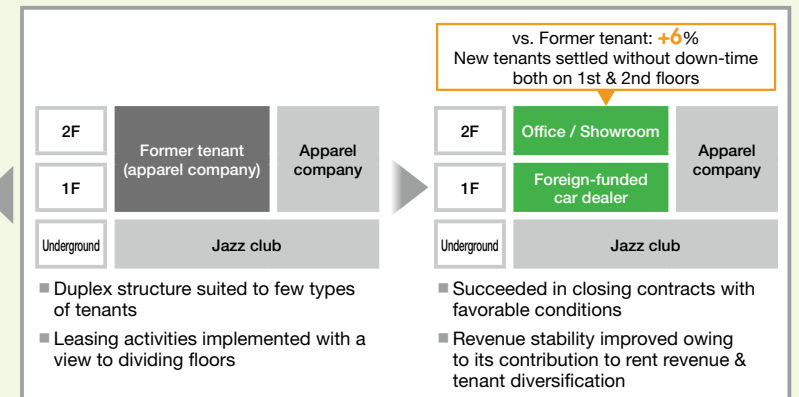 vs. Former tenant: +6%
New tenants settled without down-time
both on 1st & 2nd floors
2F
Former tenant
(apparel company)
Apparel
company
1F
Underground
Jazz club
2F
Office / Showroom
Apparel
company
1F
Foreign-funded
car dealer
Underground
Jazz club
■ Duplex structure suited to few types
of tenants
■ Leasing activities implemented with a
view to dividing floors
■ Succeeded in closing contracts with
favorable conditions
■ Revenue stability improved owing
to its contribution to rent revenue &
tenant diversification